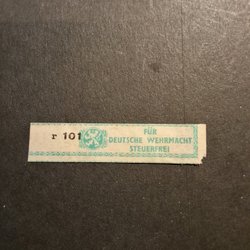 r 101
FÜR
DEUTSCHE WEHRMACHT
STEUERFREI